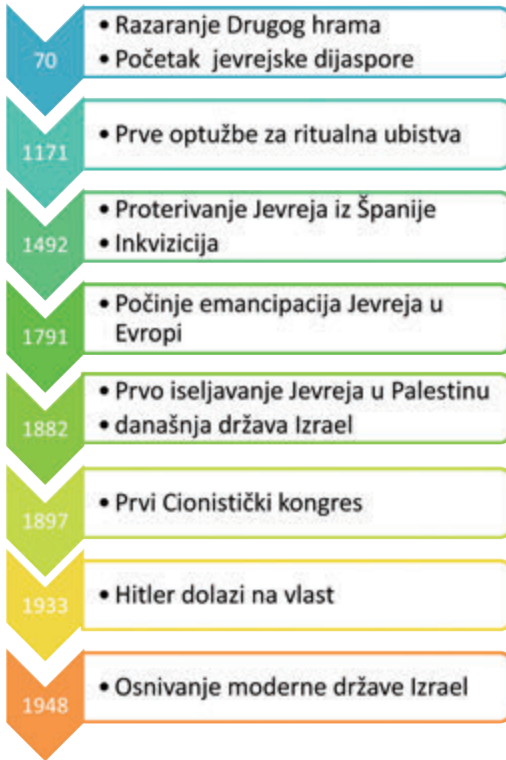 70
• Razaranje Drugog hrama
• Početak jevrejske dijaspore
1171
• Prve optužbe za ritualna ubistva
1492
• Proterivanje Jevreja iz Španije
• Inkvizicija
1791
• Počinje emancipacija Jevreja u
Evropi
1882
• Prvo iseljavanje Jevreja u Palestinu
• današnja država Izrael
1897
• Prvi Cionistički kongres
1933
• Hitler dolazi na vlast
1948
• Osnivanje moderne države Izrael